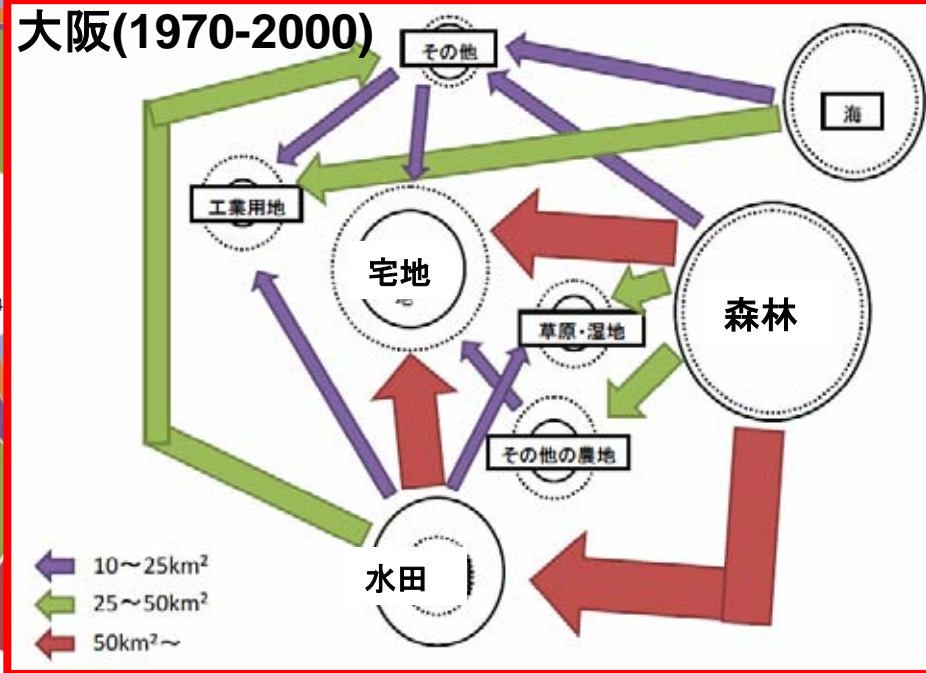 大阪(1970-2000)
その他
海
工業用地
宅地
森林
草原・湿地
その他の農地
水田
10～25km²
25～50km²
50km²～